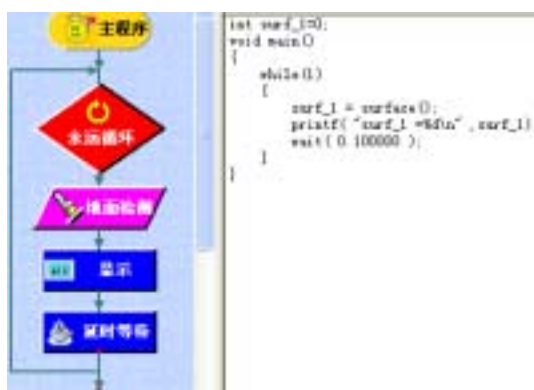 主程序
永远循环
地面检测
显示
延时等待
int surf_1=0;
void main()
{
while(1)
{
surf_1 = surface();
printf( "surf_1 =%d\n" , surf_1)
wait( 0.100000 );
}
}